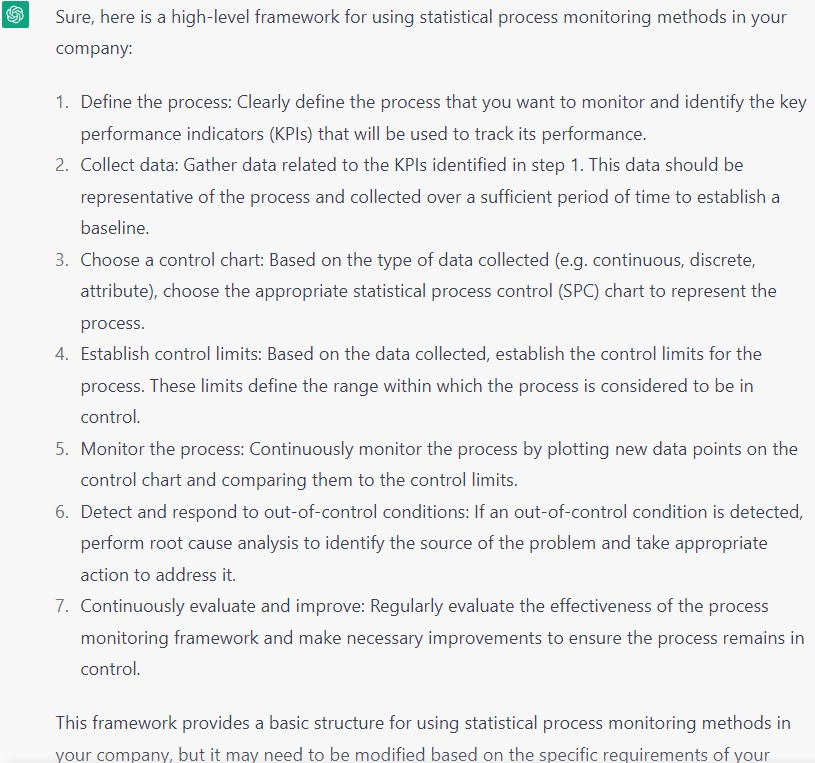 Sure, here is a high-level framework for using statistical process monitoring methods in your
company:
1. Define the process: Clearly define the process that you want to monitor and identify the key
performance indicators (KPIs) that will be used to track its performance.
2. Collect data: Gather data related to the KPIs identified in step 1. This data should be
representative of the process and collected over a sufficient period of time to establish a
baseline.
3. Choose a control chart: Based on the type of data collected (e.g. continuous, discrete,
attribute), choose the appropriate statistical process control (SPC) chart to represent the
process.
4. Establish control limits: Based on the data collected, establish the control limits for the
process. These limits define the range within which the process is considered to be in
control.
5. Monitor the process: Continuously monitor the process by plotting new data points on the
control chart and comparing them to the control limits.
6. Detect and respond to out-of-control conditions: If an out-of-control condition is detected,
perform root cause analysis to identify the source of the problem and take appropriate
action to address it.
7. Continuously evaluate and improve: Regularly evaluate the effectiveness of the process
monitoring framework and make necessary improvements to ensure the process remains in
control.
This framework provides a basic structure for using statistical process monitoring methods in
your company, but it may need to be modified based on the specific requirements of your